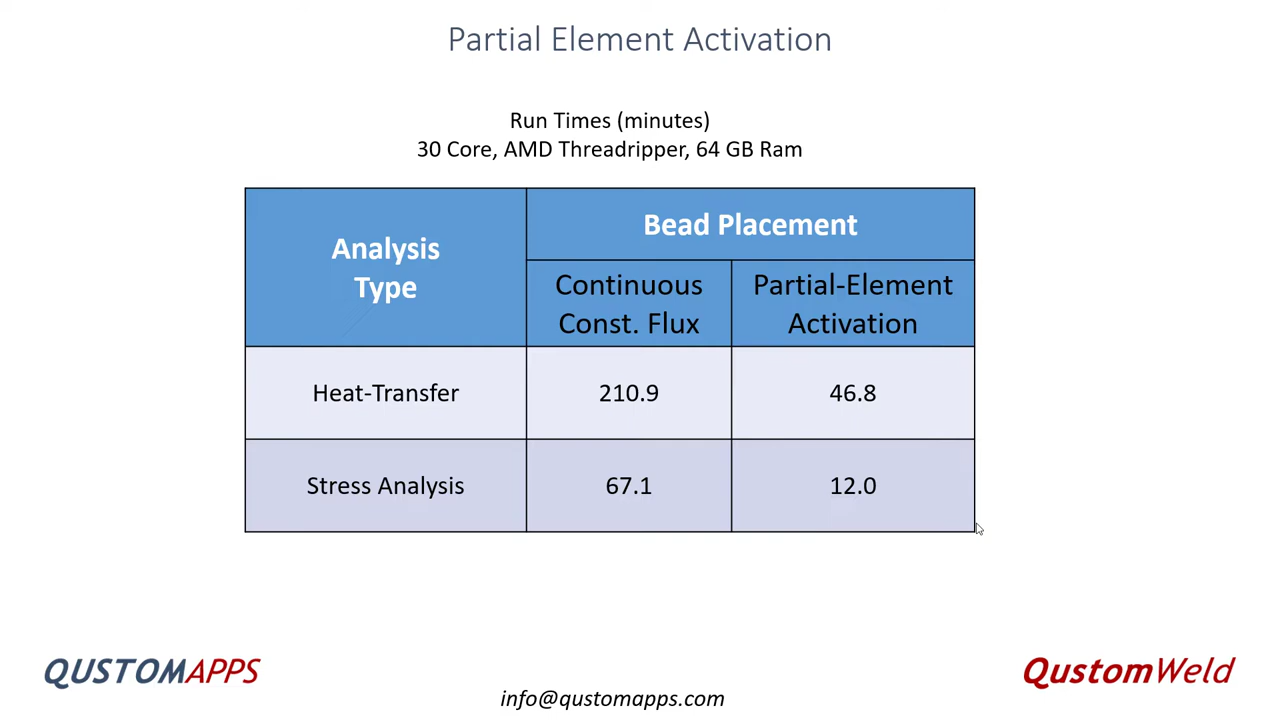 Partial Element Activation
Run Times (minutes)
30 Core, AMD Threadripper, 64 GB Ram
Analysis
Type
Bead Placement
Continuous
Const. Flux
Partial-Element
Activation
Heat-Transfer
210.9
46.8
Stress Analysis
67.1
12.0
QUSTOMAPPS
info@qustomapps.com
QustomWeld